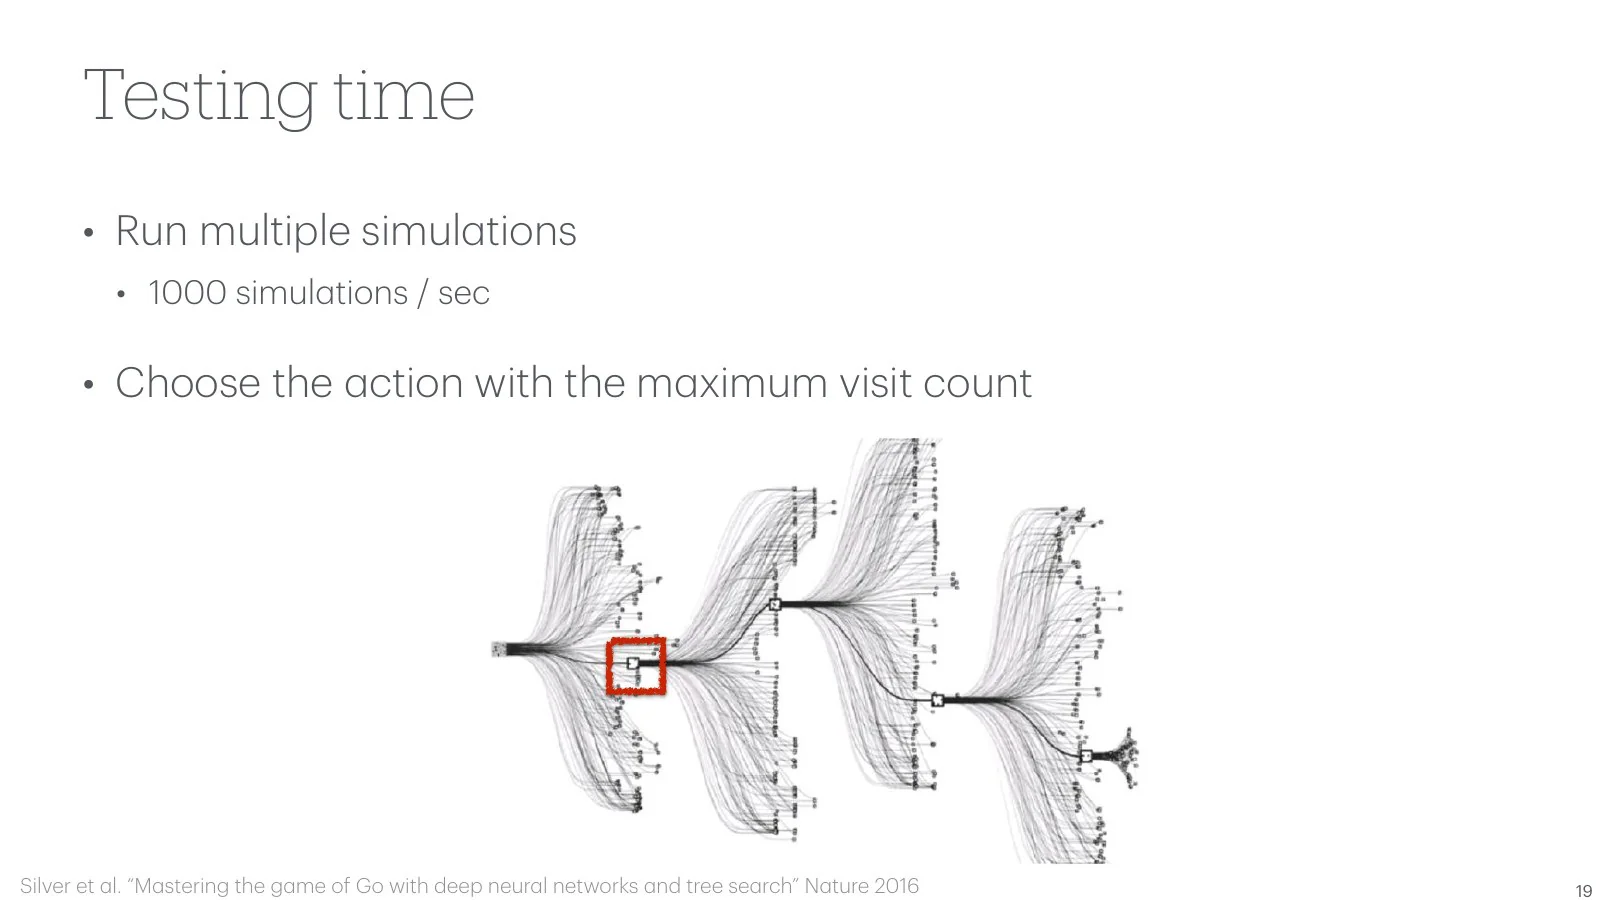 Testing time
• Run multiple simulations
• 1000 simulations / sec
• Choose the action with the maximum visit count
Silver et al. “Mastering the game of Go with deep neural networks and tree search” Nature 2016
19